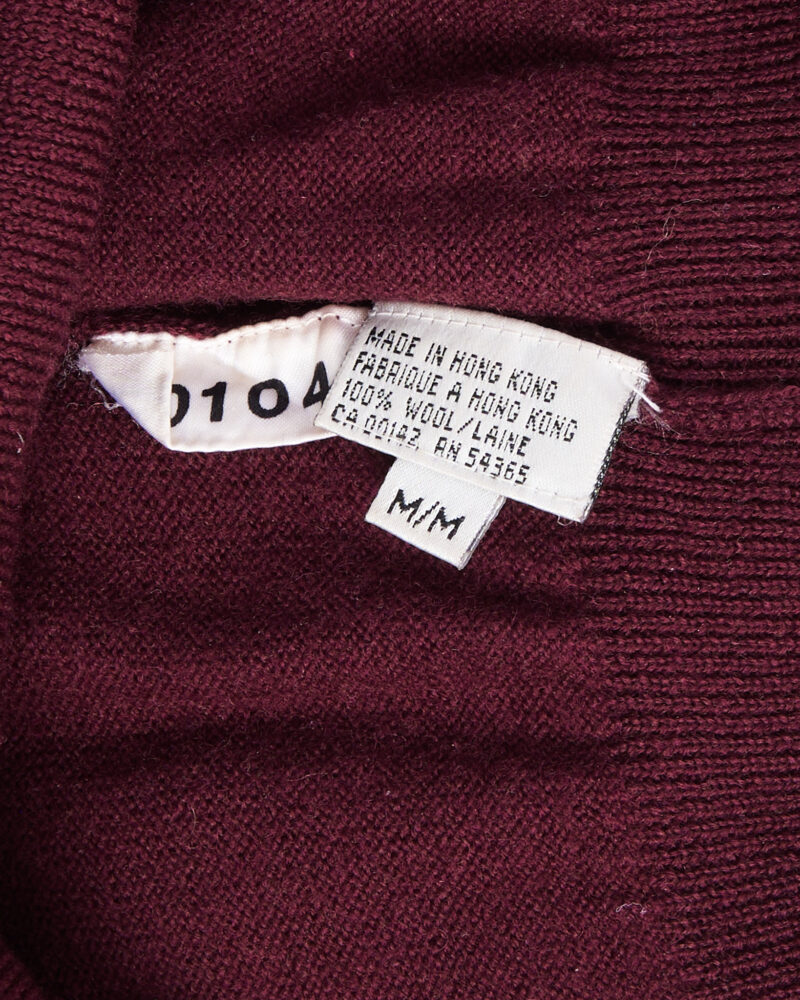 0104
MADE IN HONG KONG
FABRIQUE A HONG KONG
100% WOOL/LAINE
CA 00142 RN 54365
M/M